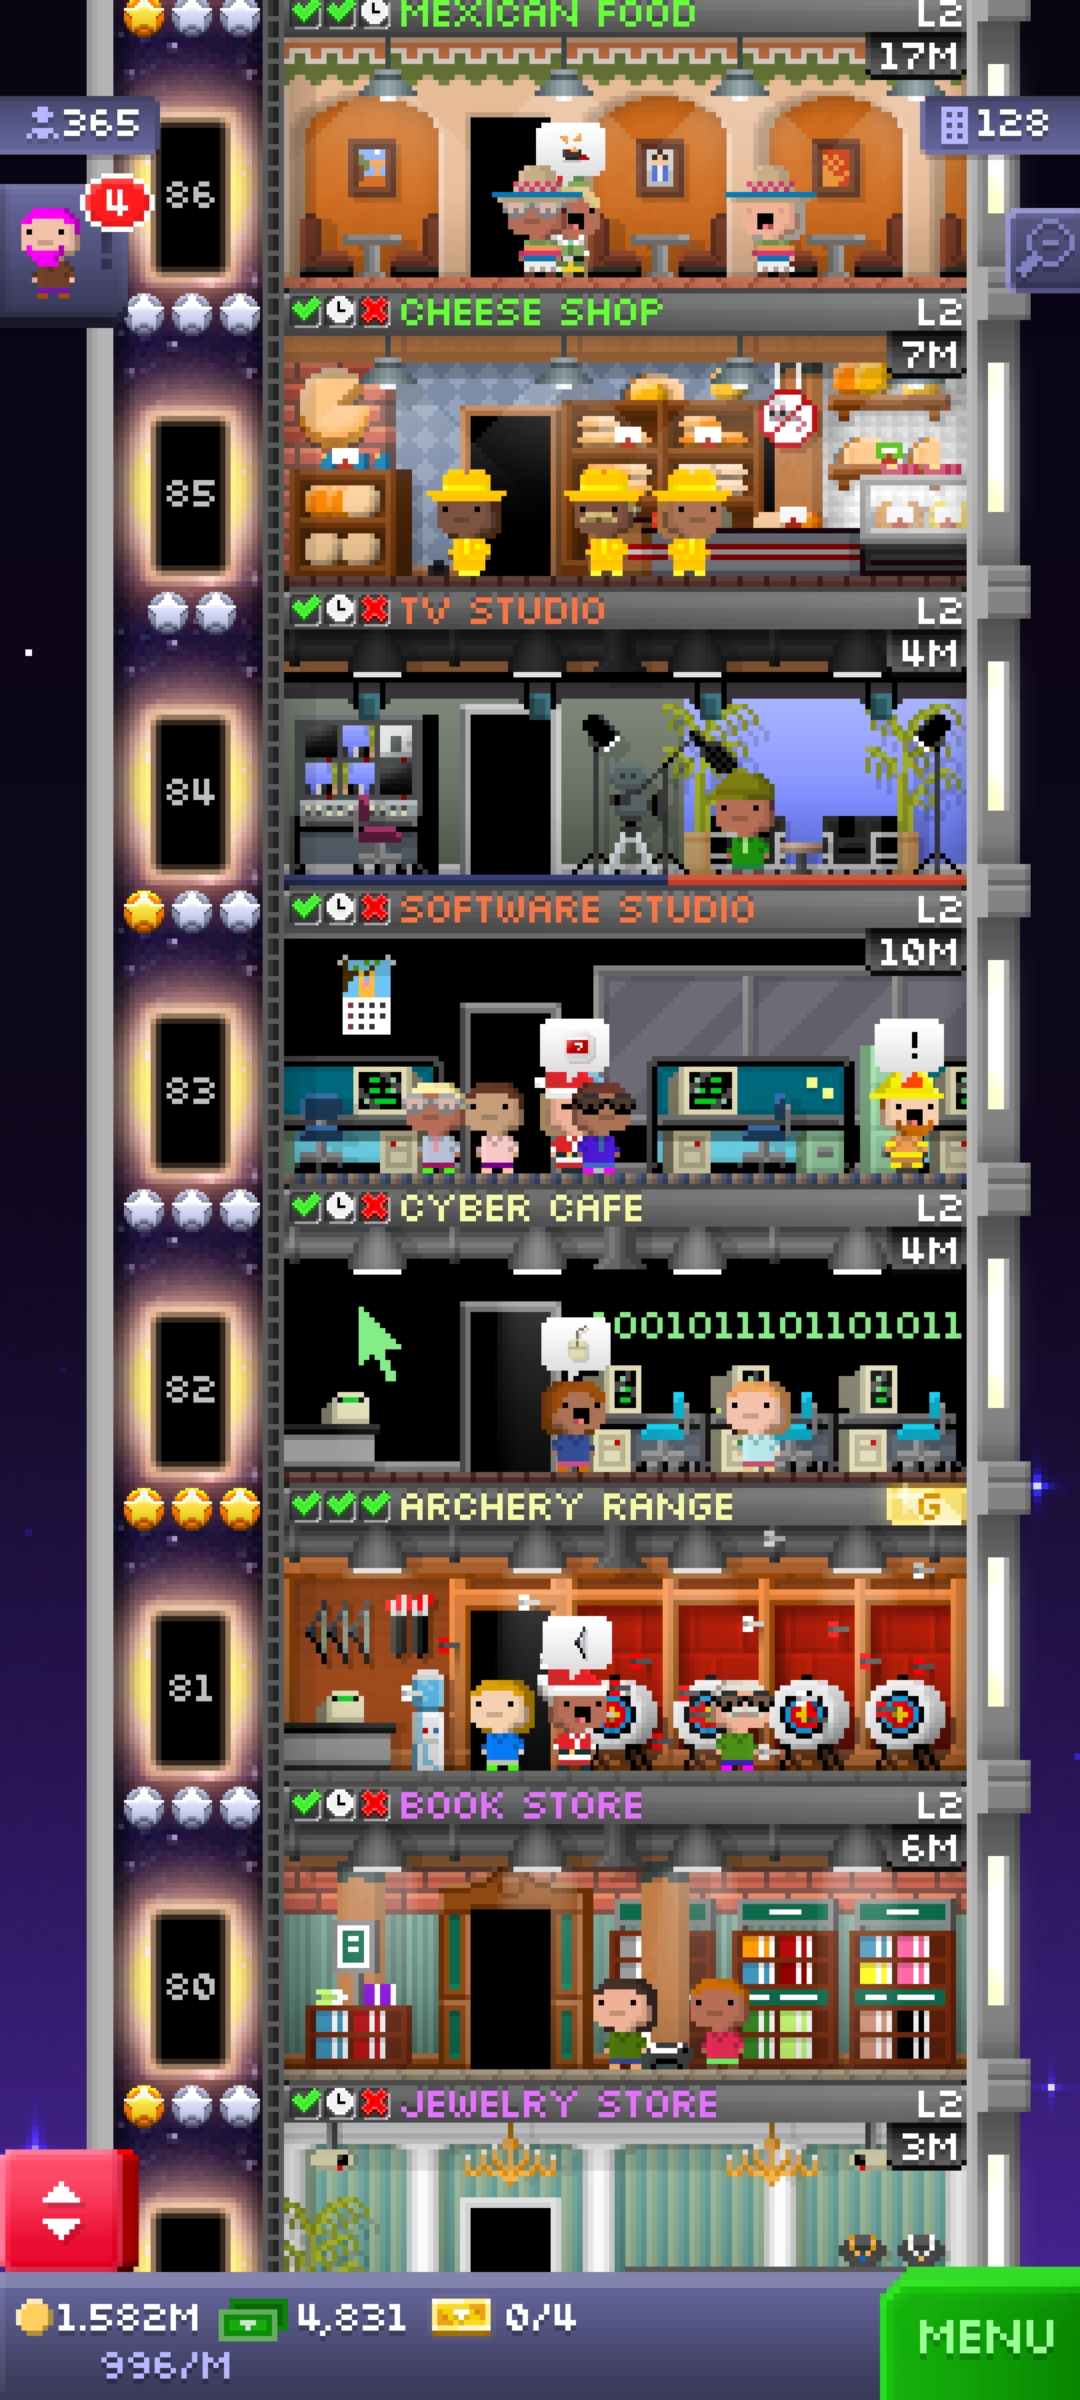 MEXICAN FOOD L2
17M
365
128
4
86
CHEESE SHOP L2
7M
85
TV STUDIO L2
4M
84
SOFTWARE STUDIO L2
10M
!
83
?
CYBER CAFE L2
4M
001011101101011
82
ARCHERY RANGE G
81
BOOK STORE L2
6M
8
80
JEWELRY STORE L2
3M
1.582M 4,831 0/4
996/M
MENU